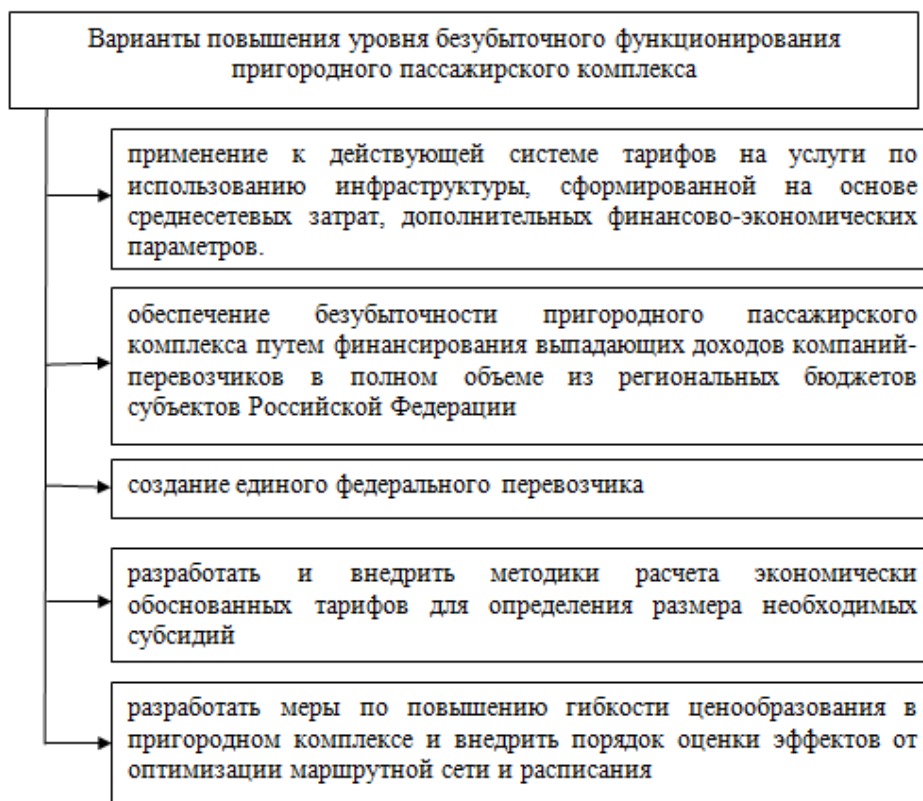 Варианты повышения уровня безубыточного функционирования
пригородного пассажирского комплекса
применение к действующей системе тарифов на услуги по
использованию инфраструктуры, сформированной на основе
среднесетевых затрат, дополнительных финансово-экономических
параметров.
обеспечение безубыточности пригородного пассажирского
комплекса путем финансирования выпадающих доходов компаний-
перевозчиков в полном объеме из региональных бюджетов
субъектов Российской Федерации
создание единого федерального перевозчика
разработать и внедрить методики расчета экономически
обоснованных тарифов для определения размера необходимых
субсидий
разработать меры по повышению гибкости ценообразования в
пригородном комплексе и внедрить порядок оценки эффектов от
оптимизации маршрутной сети и расписания